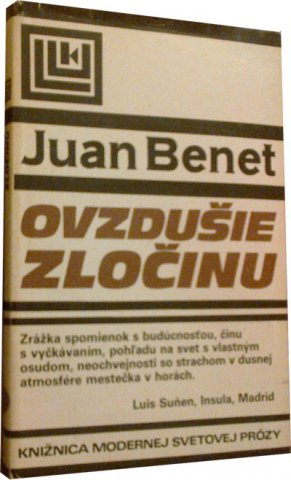 Juan Benet
OVZDUŠIE
ZLOČINU
Zrážka spomienok s budúcnosťou, činu
s vyčkávaním, pohľadu na svet s vlastným
osudom, neochvejnosti so strachom v dusnej
atmosfére mestečka v horách.
Luis Suñen, Insula, Madrid
KNIŽNICA MODERNEJ SVETOVEJ PRÓZY